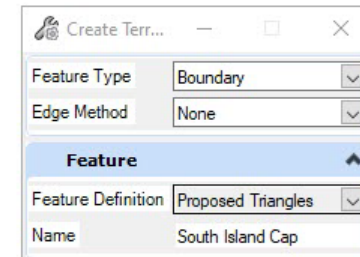 Create Terr...
Feature Type Boundary
Edge Method None
Feature
Feature Definition Proposed Triangles
Name South Island Cap